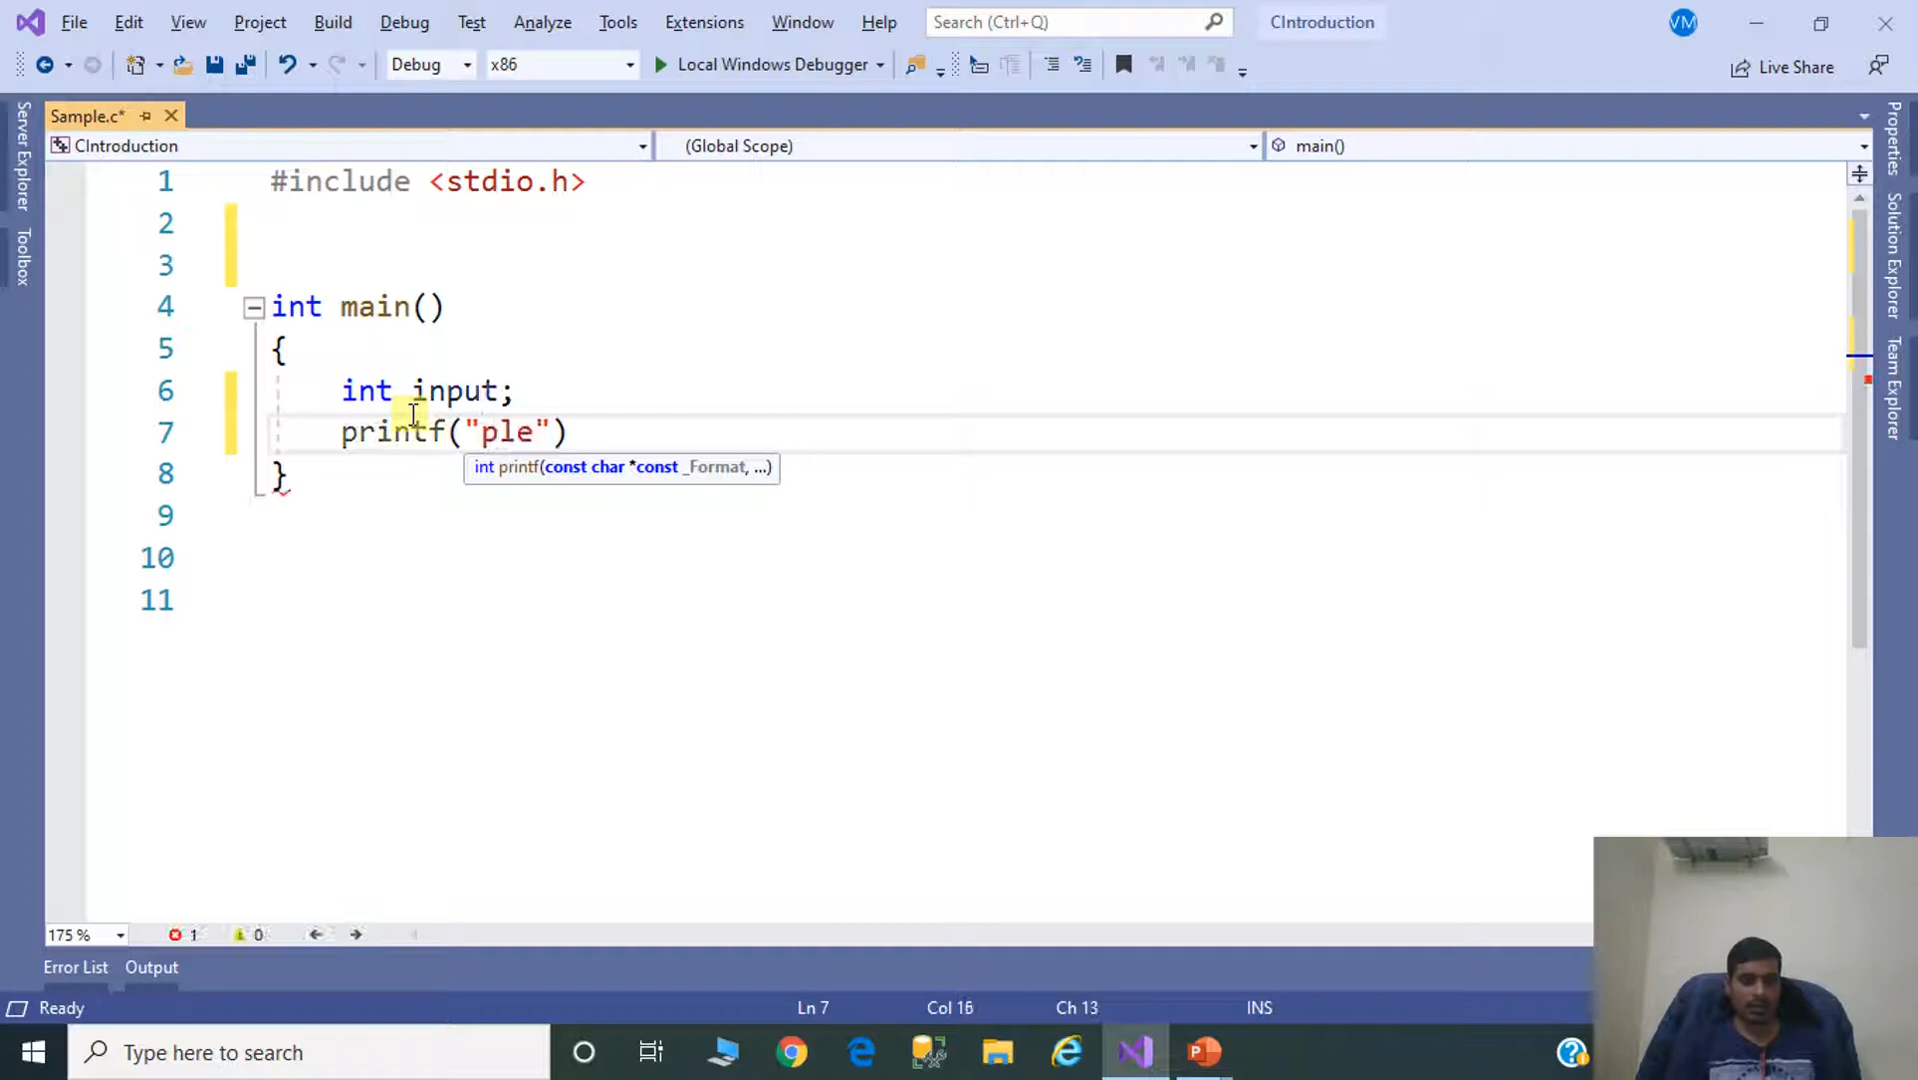 File Edit View Project Build Debug Test Analyze Tools Extensions Window Help Search (Ctrl+Q) CIntroduction VM
Debug x86 Local Windows Debugger Live Share
Sample.c*
CIntroduction (Global Scope) main()
Server Explorer
Toolbox
Properties
Solution Explorer
Team Explorer
1 #include <stdio.h>
2
3
4 int main()
5 {
6 int input;
7 printf("ple")
int printf(const char *const _Format, ...)
8 }
9
10
11
175 % 1 0
Error List Output
Ready Ln 7 Col 16 Ch 13 INS
Type here to search